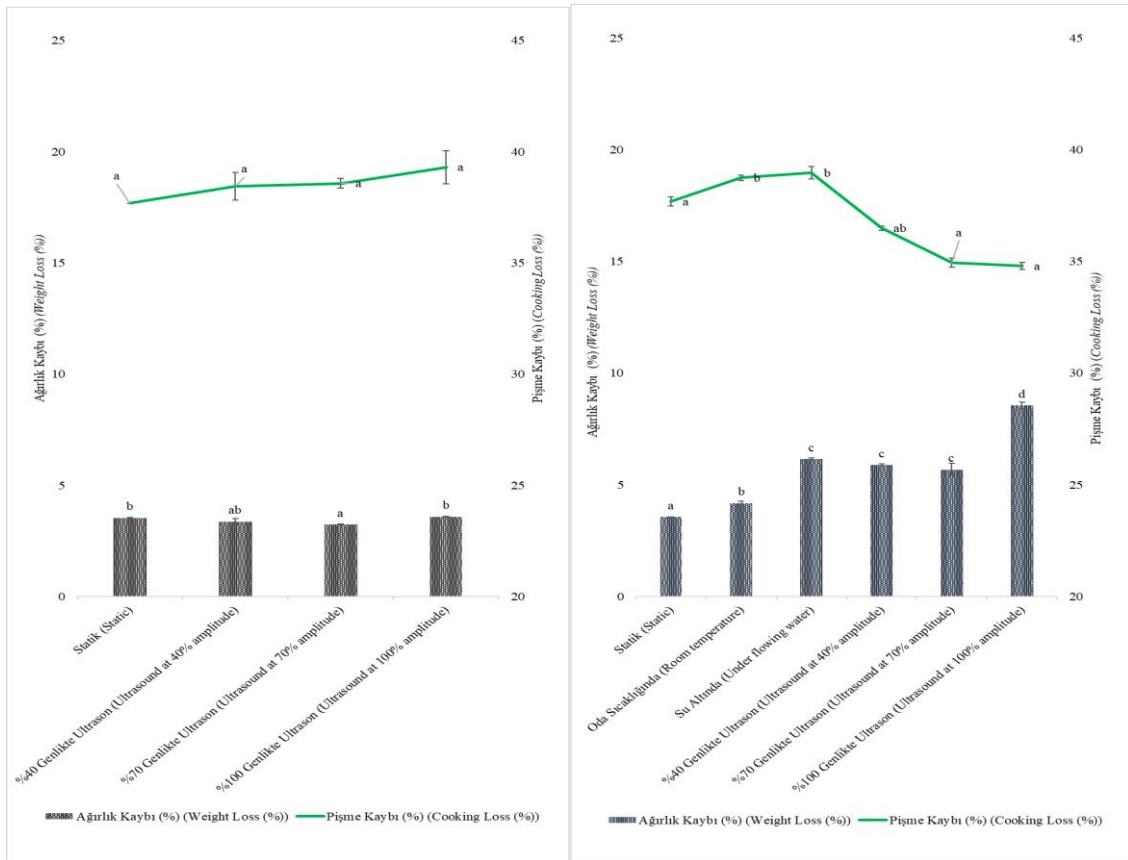 25
20
15
10
5
0
Ağırlık Kaybı (%) (Weight Loss (%))
45
40
35
30
25
20
Pişme Kaybı (%) (Cooking Loss (%))
a
a
a
a
b
ab
a
b
Statik (Static)
%40 Genlikte Ultrason (Ultrasound at 40% amplitude)
%70 Genlikte Ultrason (Ultrasound at 70% amplitude)
%100 Genlikte Ultrason (Ultrasound at 100% amplitude)
Ağırlık Kaybı (%) (Weight Loss (%))
Pişme Kaybı (%) (Cooking Loss (%))
25
20
15
10
5
0
Ağırlık Kaybı (%) (Weight Loss (%))
45
40
35
30
25
20
Pişme Kaybı (%) (Cooking Loss (%))
a
b
b
ab
a
a
a
b
c
c
c
d
Statik (Static)
Oda Sıcaklığında (Room temperature)
Su Altında (Under flowing water)
%40 Genlikte Ultrason (Ultrasound at 40% amplitude)
%70 Genlikte Ultrason (Ultrasound at 70% amplitude)
%100 Genlikte Ultrason (Ultrasound at 100% amplitude)
Ağırlık Kaybı (%) (Weight Loss (%))
Pişme Kaybı (%) (Cooking Loss (%))